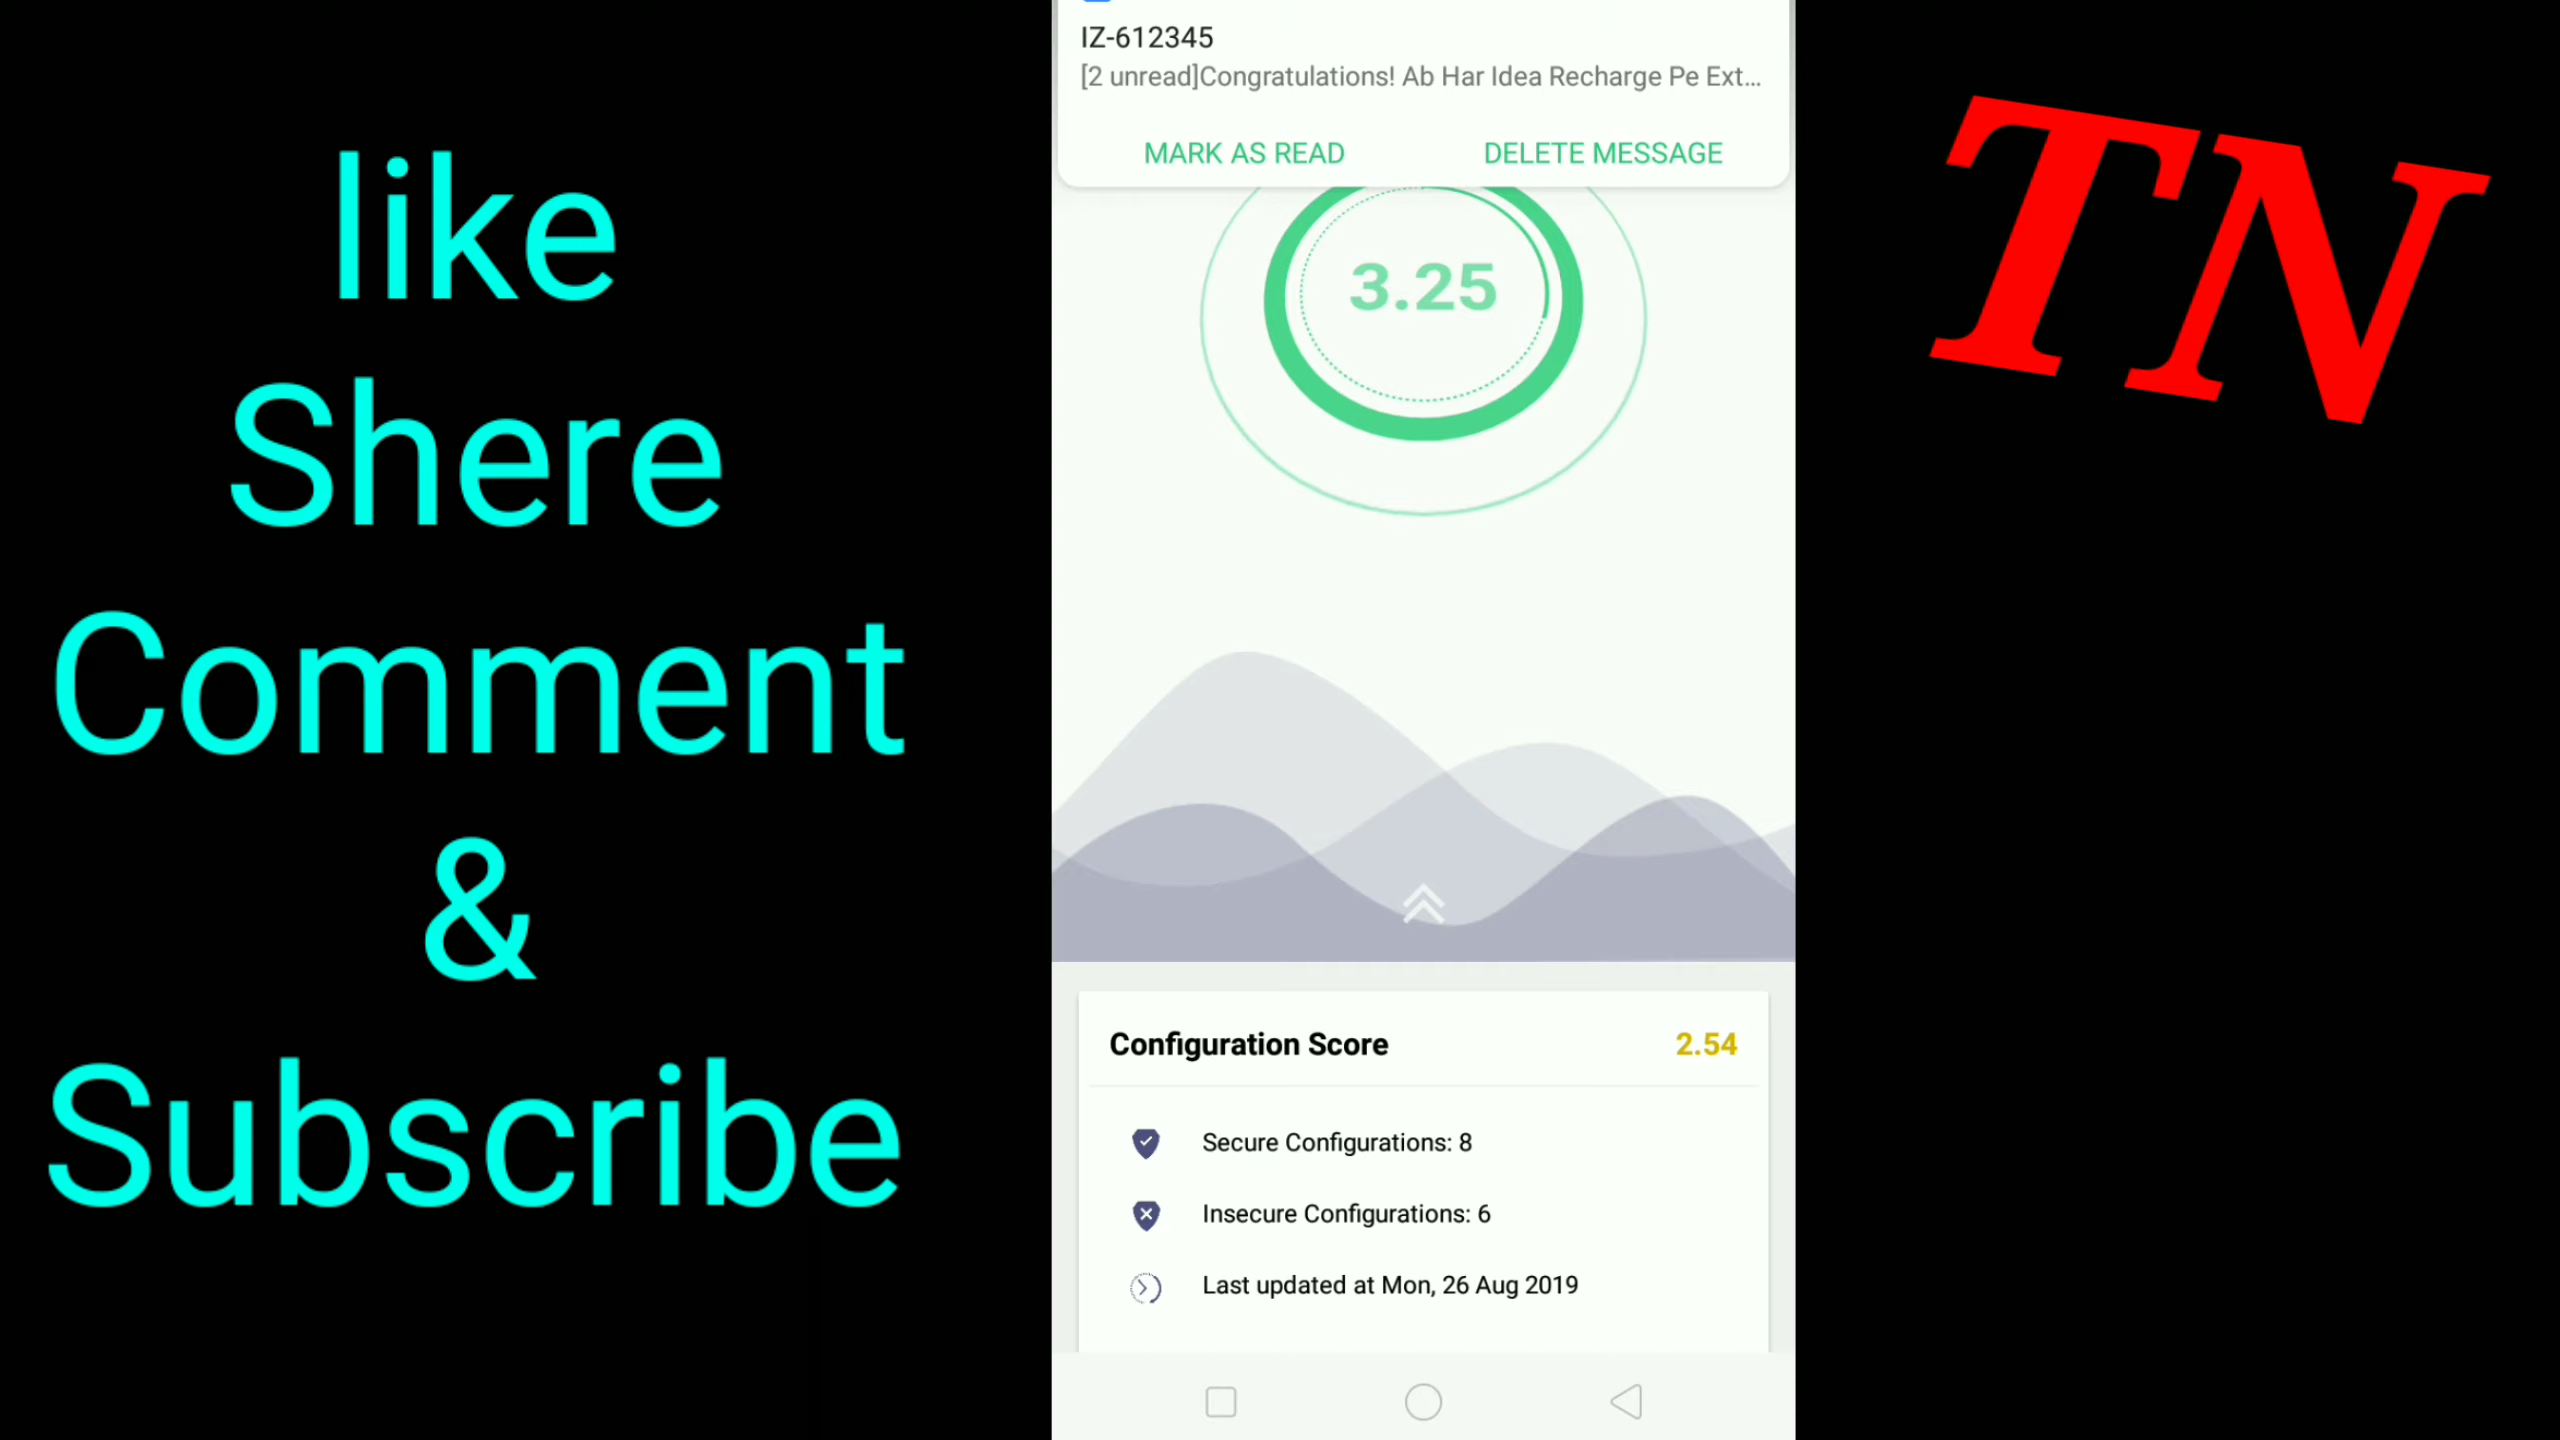 like
Shere
Comment
&
Subscribe
IZ-612345
[2 unread]Congratulations! Ab Har Idea Recharge Pe Ext...
MARK AS READ
DELETE MESSAGE
3.25
Configuration Score
2.54
Secure Configurations: 8
Insecure Configurations: 6
Last updated at Mon, 26 Aug 2019
TN